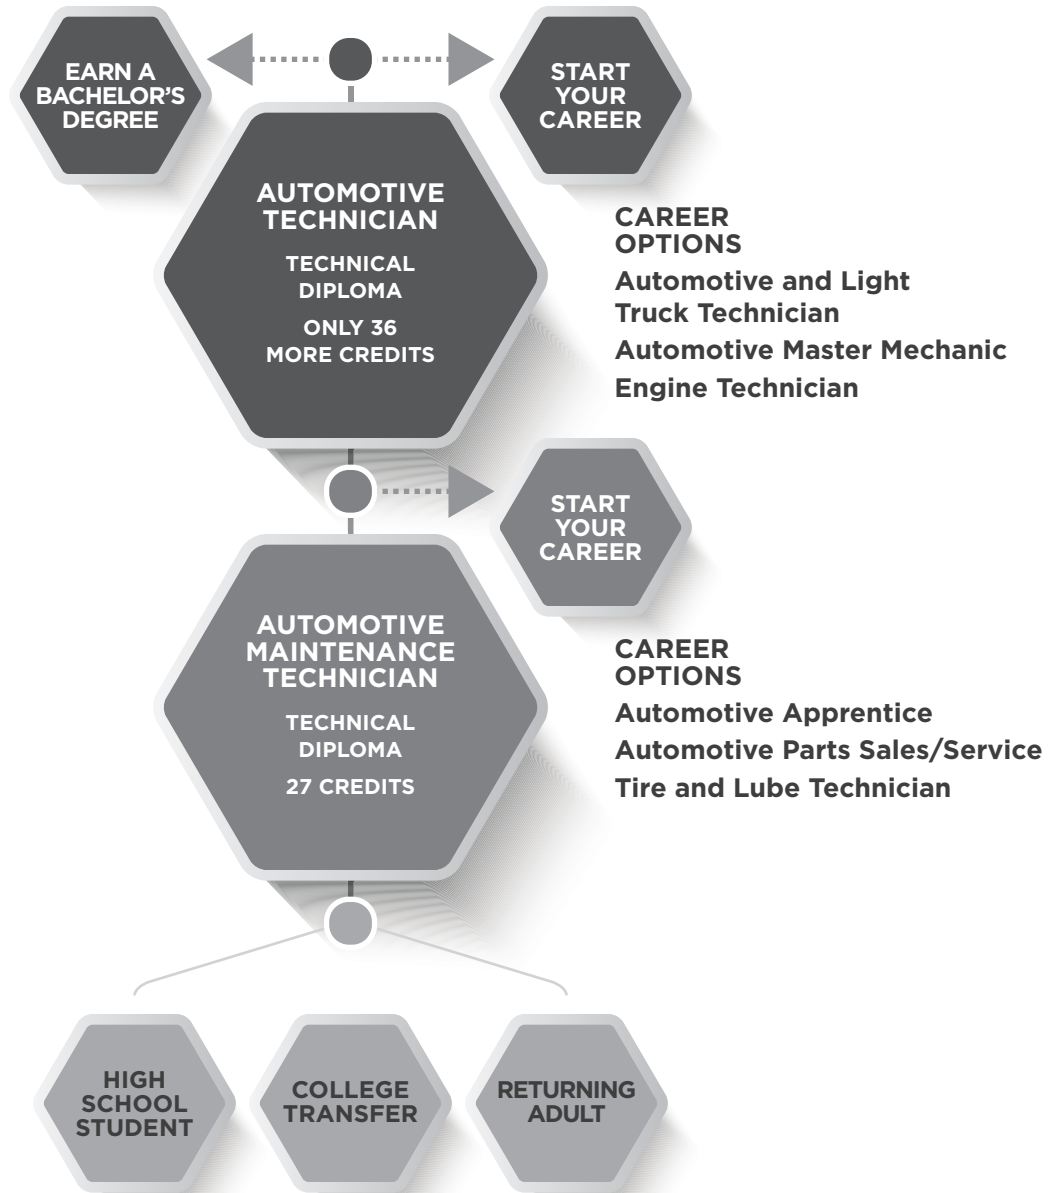 EARN A
BACHELOR'S
DEGREE
START
YOUR
CAREER
AUTOMOTIVE
TECHNICIAN
TECHNICAL
DIPLOMA
ONLY 36
MORE CREDITS
CAREER
OPTIONS
Automotive and Light
Truck Technician
Automotive Master Mechanic
Engine Technician
START
YOUR
CAREER
AUTOMOTIVE
MAINTENANCE
TECHNICIAN
TECHNICAL
DIPLOMA
27 CREDITS
CAREER
OPTIONS
Automotive Apprentice
Automotive Parts Sales/Service
Tire and Lube Technician
HIGH
SCHOOL
STUDENT
COLLEGE
TRANSFER
RETURNING
ADULT